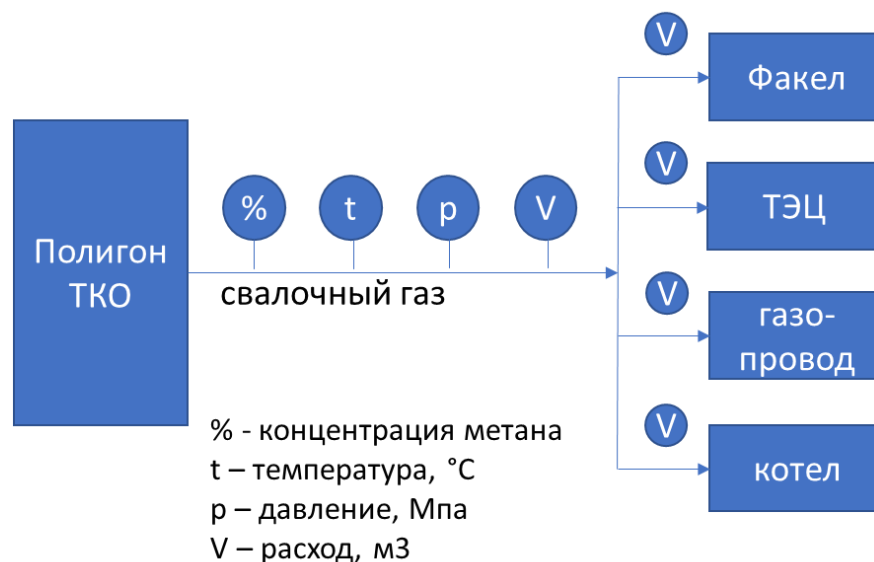 V
Факел
V
ТЭЦ
% t p V
Полигон
ТКО
свалочный газ
V
газо-
провод
V
котел
% - концентрация метана
t – температура, °C
p – давление, Мпа
V – расход, м3